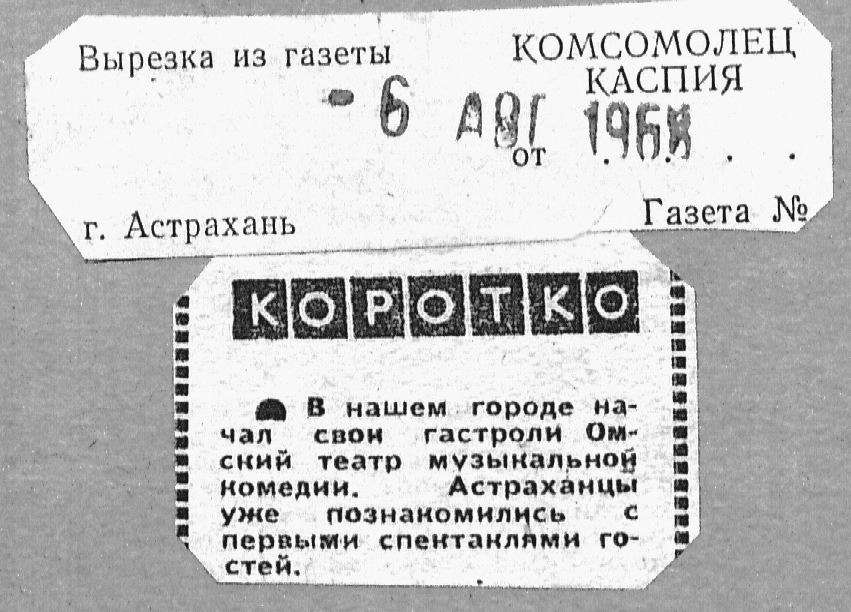 Вырезка из газеты
КОМСОМОЛЕЦ
КАСПИЯ
- 6 АВГ
от . . . .
г. Астрахань
Газета №
КОРОТКО
В нашем городе на-
чал свои гастроли Ом-
ский театр музыкальной
комедии. Астраханцы
уже познакомились с
первыми спектаклями го-
стей.